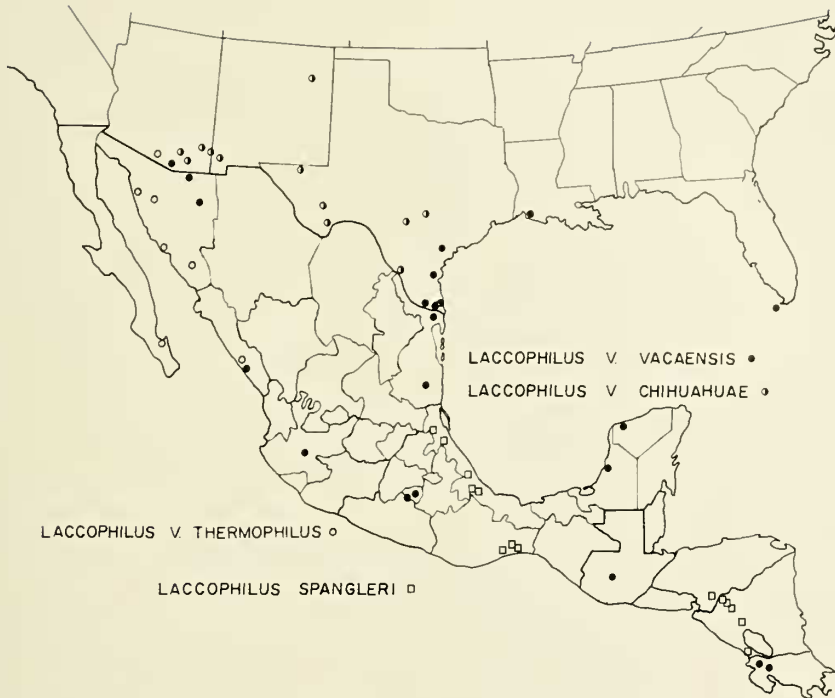 LACCOPHILUS V. VACAENSIS
LACCOPHILUS V CHIHUAHUAE
LACCOPHILUS V. THERMOPHILUS
LACCOPHILUS SPANGLERI